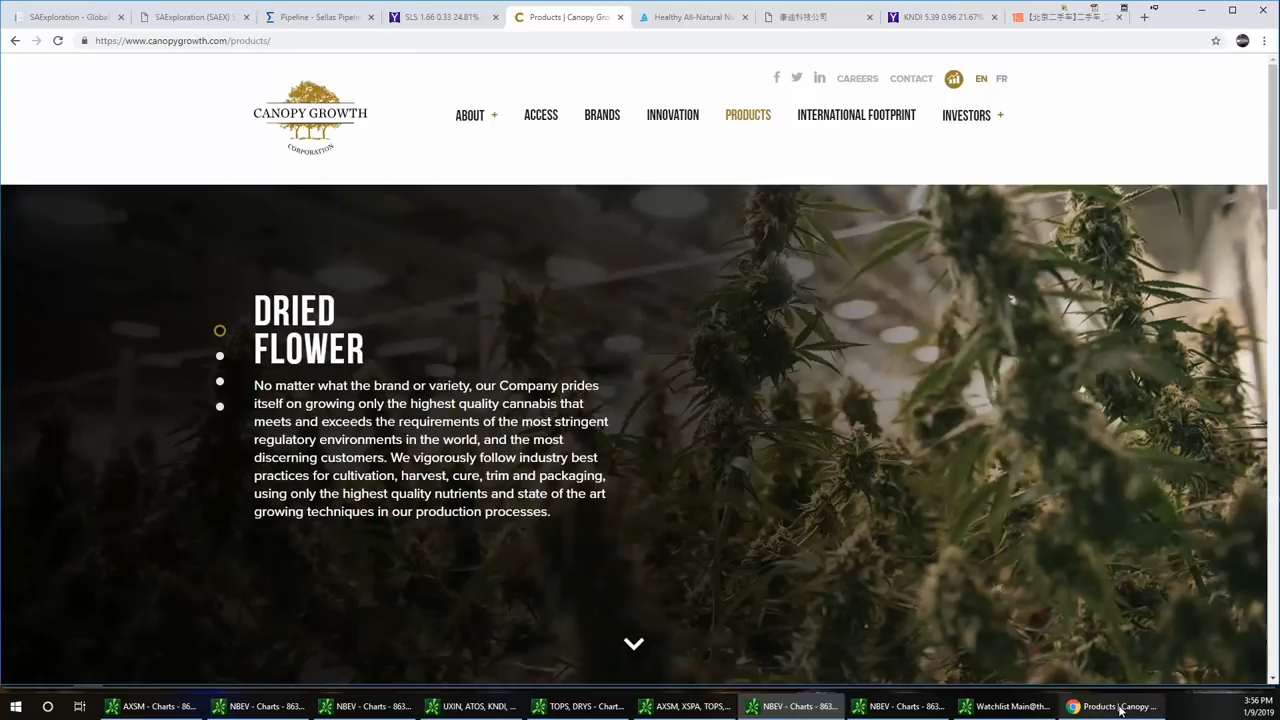 SAExploration - Global
SAExploration (SAEX) S
Pipeline - Sellas Pipelin
SLS 1.66 0.33 24.81%
Products | Canopy Gro
Healthy All-Natural Nu
康迪科技公司
KNDI 5.39 0.96 21.67%
【北京二手车】二手车_二
https://www.canopygrowth.com/products/
CAREERS CONTACT EN FR
CANOPY GROWTH
CORPORATION
ABOUT + ACCESS BRANDS INNOVATION PRODUCTS INTERNATIONAL FOOTPRINT INVESTORS +
DRIED
FLOWER
No matter what the brand or variety, our Company prides
itself on growing only the highest quality cannabis that
meets and exceeds the requirements of the most stringent
regulatory environments in the world, and the most
discerning customers. We vigorously follow industry best
practices for cultivation, harvest, cure, trim and packaging,
using only the highest quality nutrients and state of the art
growing techniques in our production processes.
AXSM - Charts - 86...
NBEV - Charts - 863...
NBEV - Charts - 863...
UXIN, ATOS, KNDI, ...
TOPS, DRYS - Chart...
AXSM, XSPA, TOPS,...
NBEV - Charts - 863...
NBEV - Charts - 863...
Watchlist Main@th...
Products | Canopy ...
3:56 PM
1/9/2019